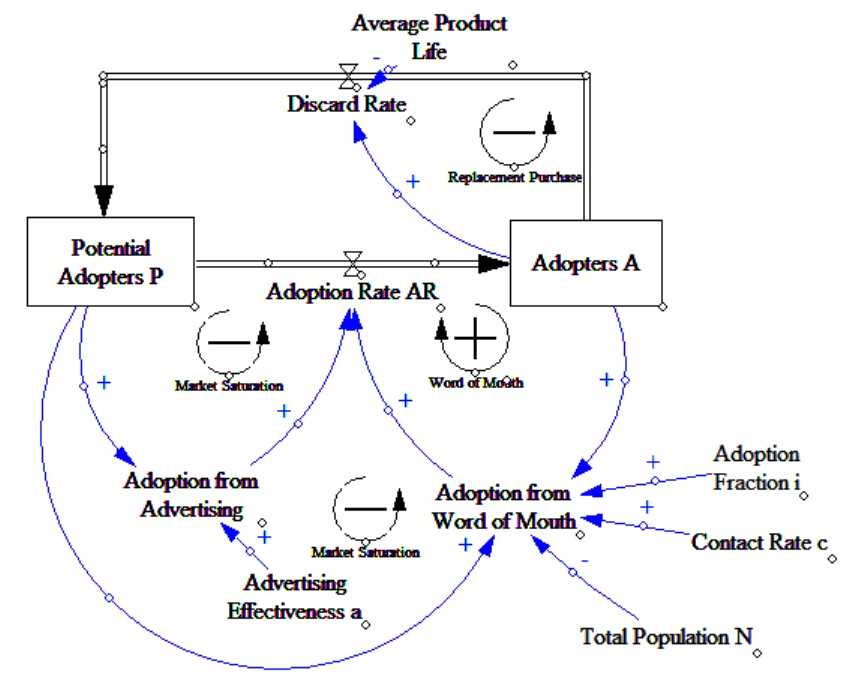 Average Product
Life
-
Discard Rate
Replacement Purchase
+
Potential
Adopters P
Adopters A
Adoption Rate AR
Market Saturation
Word of Mouth
+
+
+
+
Adoption from
Advertising
Adoption from
Word of Mouth
+
Adoption
Fraction i
+
Contact Rate c
Market Saturation
+
+
Advertising
Effectiveness a
-
Total Population N